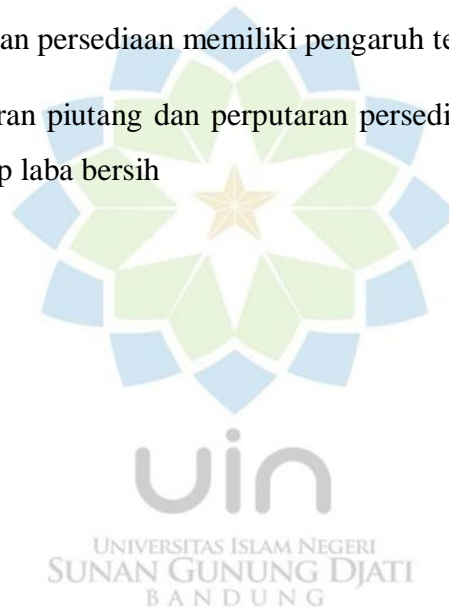 an persediaan memiliki pengaruh te
ran piutang dan perputaran persedi
p laba bersih
uin
UNIVERSITAS ISLAM NEGERI
SUNAN GUNUNG DJATI
BANDUNG